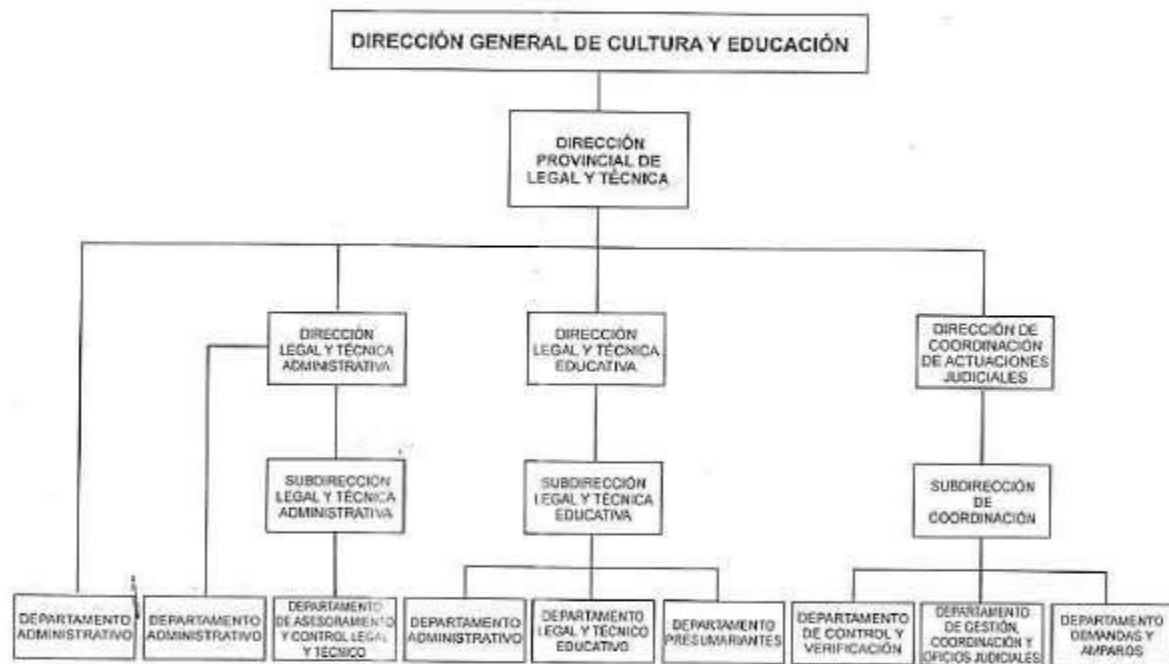 DIRECCIÓN GENERAL DE CULTURA Y EDUCACIÓN
DIRECCIÓN
PROVINCIAL DE
LEGAL Y TÉCNICA
DIRECCIÓN
LEGAL Y TÉCNICA
ADMINISTRATIVA
DIRECCIÓN
LEGAL Y TÉCNICA
EDUCATIVA
DIRECCIÓN DE
COORDINACIÓN
DE ACTUACIONES
JUDICIALES
SUBDIRECCIÓN
LEGAL Y TÉCNICA
ADMINISTRATIVA
SUBDIRECCIÓN
LEGAL Y TÉCNICA
EDUCATIVA
SUBDIRECCIÓN
DE
COORDINACIÓN
DEPARTAMENTO
ADMINISTRATIVO
DEPARTAMENTO
ADMINISTRATIVO
DEPARTAMENTO
DE ASESORAMIENTO
Y CONTROL LEGAL
Y TÉCNICO
DEPARTAMENTO
ADMINISTRATIVO
DEPARTAMENTO
LEGAL Y TÉCNICO
EDUCATIVO
DEPARTAMENTO
PRESUMARIANTES
DEPARTAMENTO
DE CONTROL Y
VERIFICACIÓN
DEPARTAMENTO
DE GESTIÓN,
COORDINACIÓN Y
OFICIOS JUDICIALES
DEPARTAMENTO
DEMANDAS Y
AMPAROS